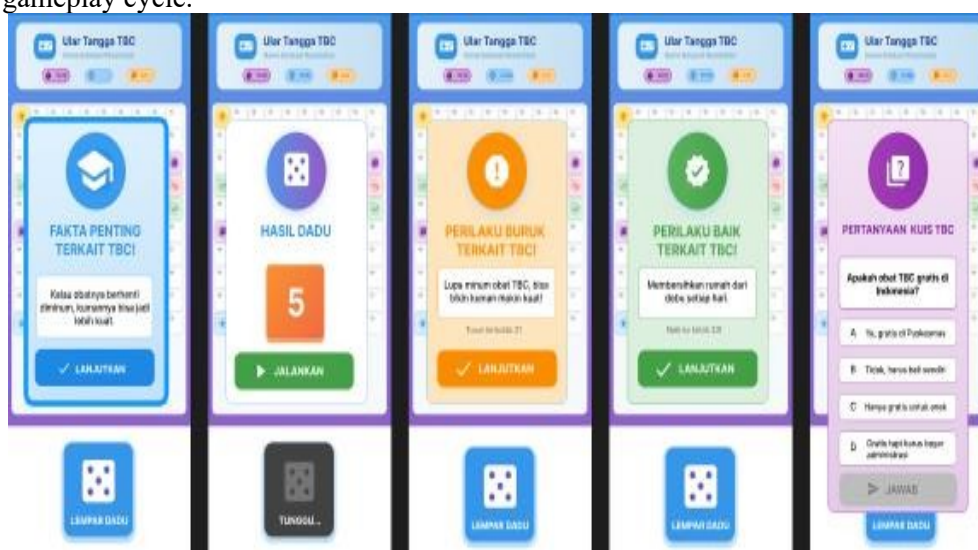 gameplay cycle.
Ular Tangga TBC
FAKTA PENTING
TERKAIT TBC!
Kalau obatnya berhenti
diminum, kumannya bisa jadi
lebih kuat.
LANJUTKAN
LEMPAR DADU
Ular Tangga TBC
HASIL DADU
5
JALANKAN
TUNGGU...
Ular Tangga TBC
PERILAKU BURUK
TERKAIT TBC!
Lupa minum obat TBC, bisa
bikin kuman makin kuat!
LANJUTKAN
LEMPAR DADU
Ular Tangga TBC
PERILAKU BAIK
TERKAIT TBC!
Membersihkan rumah dari
debu setiap hari.
LANJUTKAN
LEMPAR DADU
Ular Tangga TBC
PERTANYAAN KUIS TBC
Apakah obat TBC gratis di
Indonesia?
A Ya, gratis di Puskesmas
B Tidak, harus beli sendiri
C Hanya gratis untuk anak
D Gratis tapi harus bayar
administrasi
JAWAB
LEMPAR DADU